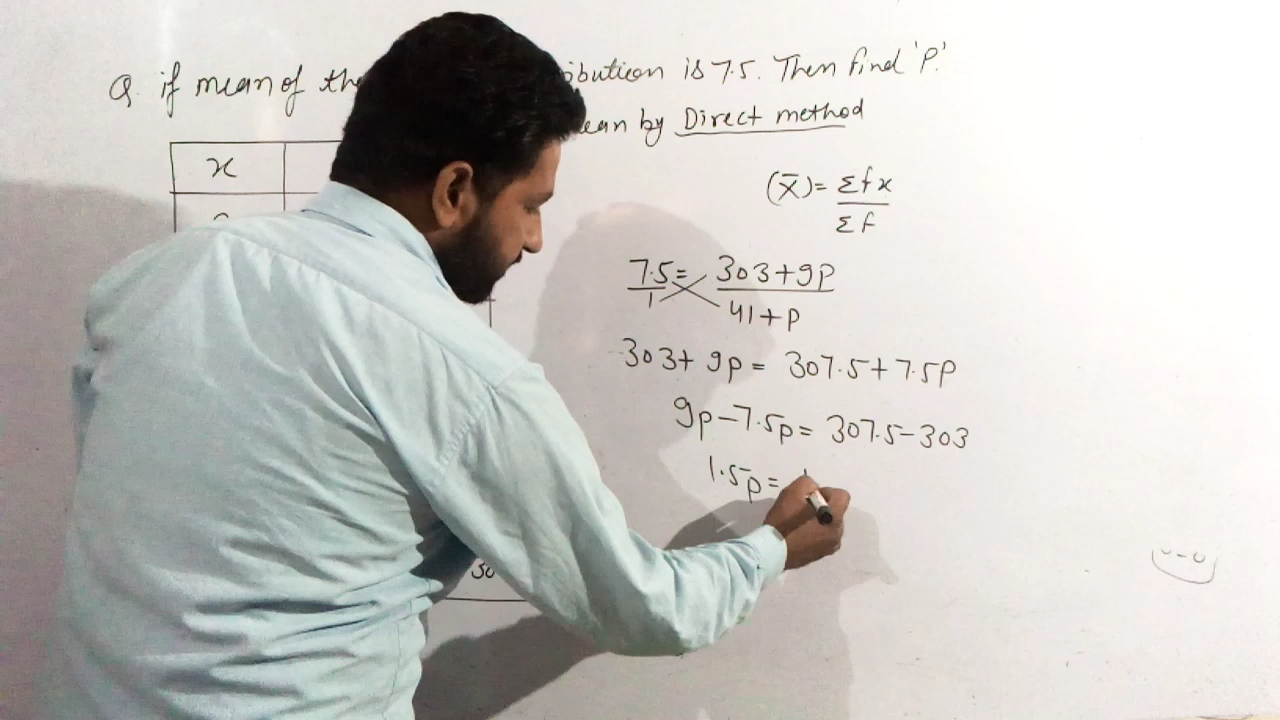 Q. if mean of the ibution is 7.5. Then find 'P.'
ean by Direct method
x
(x̄) = Σfx
Σf
7.5 = 303+9p
1 41+P
303+ 9p = 307.5+7.5P
9p-7.5p = 307.5-303
1.5p =
30